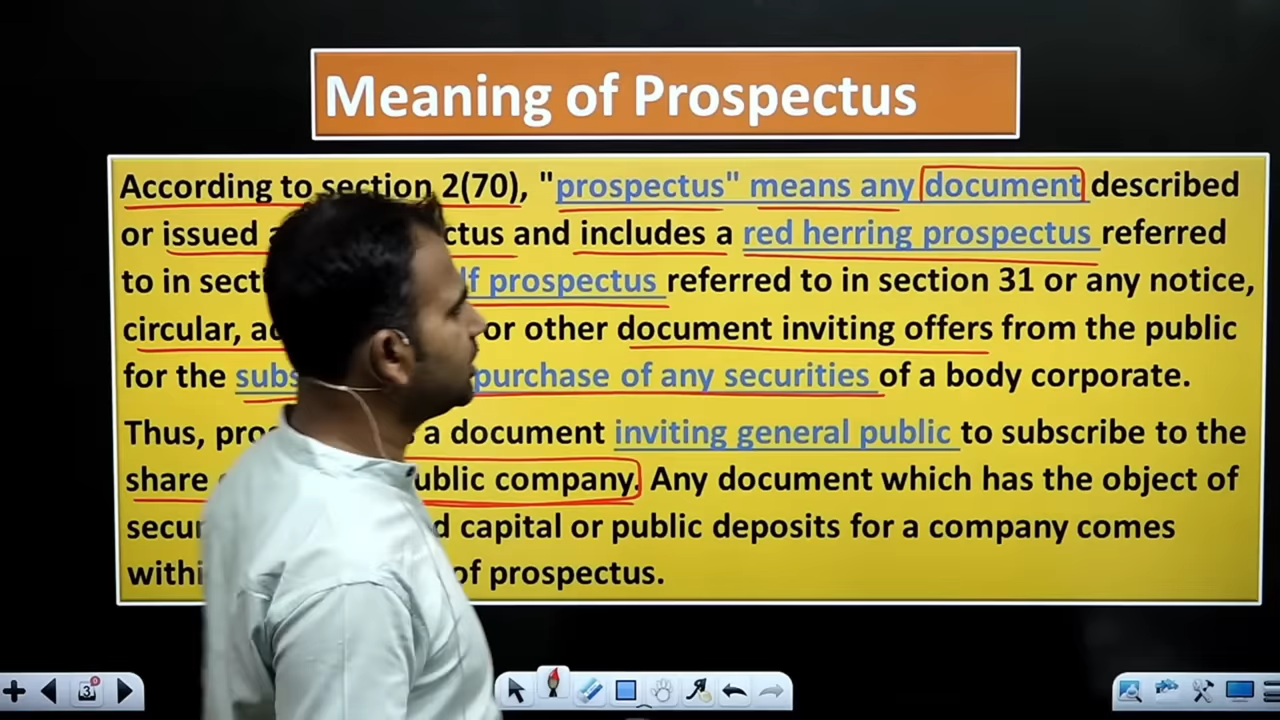 Meaning of Prospectus
According to section 2(70), "prospectus" means any document described
or issued ctus and includes a red herring prospectus referred
to in secti lf prospectus referred to in section 31 or any notice,
circular, or other document inviting offers from the public
for the subs purchase of any securities of a body corporate.
Thus, pro a document inviting general public to subscribe to the
share ublic company. Any document which has the object of
secur d capital or public deposits for a company comes
withi of prospectus.
3